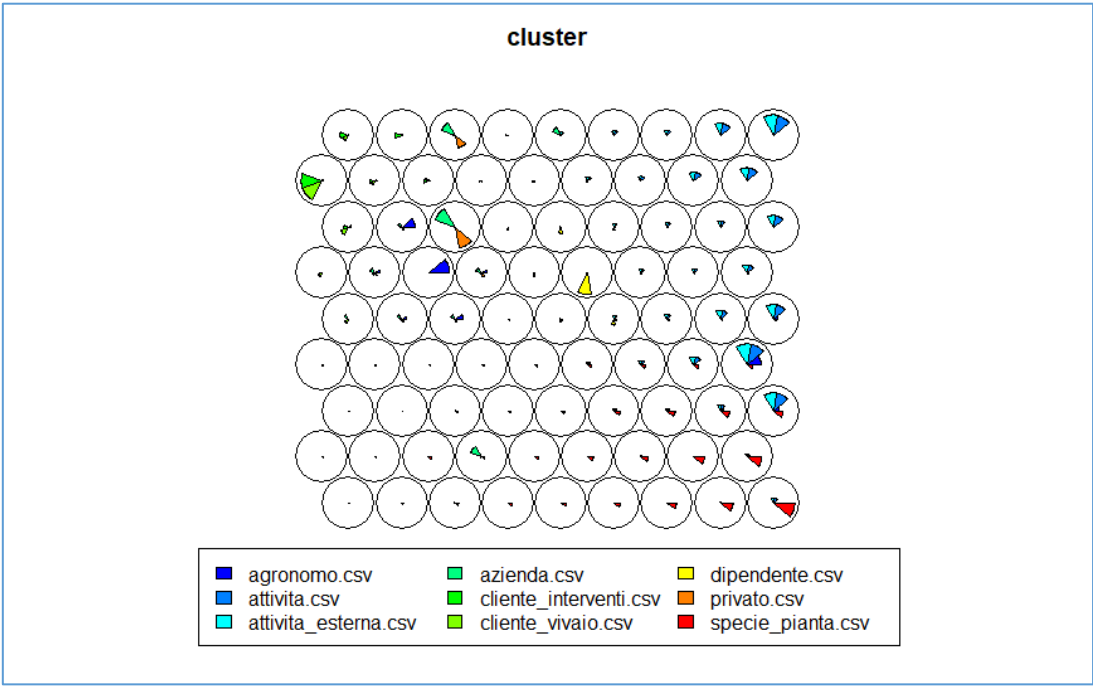 cluster
agronomo.csv azienda.csv dipendente.csv
attivita.csv cliente_interventi.csv privato.csv
attivita_esterna.csv cliente_vivaio.csv specie_pianta.csv